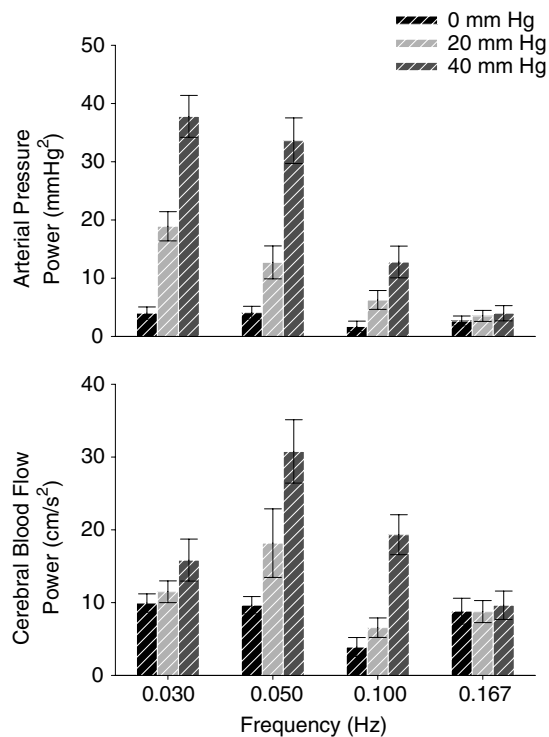 0 mm Hg
20 mm Hg
40 mm Hg
50
40
30
20
10
0
Arterial Pressure
Power (mmHg²)
40
30
20
10
0
Cerebral Blood Flow
Power (cm/s²)
0.030 0.050 0.100 0.167
Frequency (Hz)